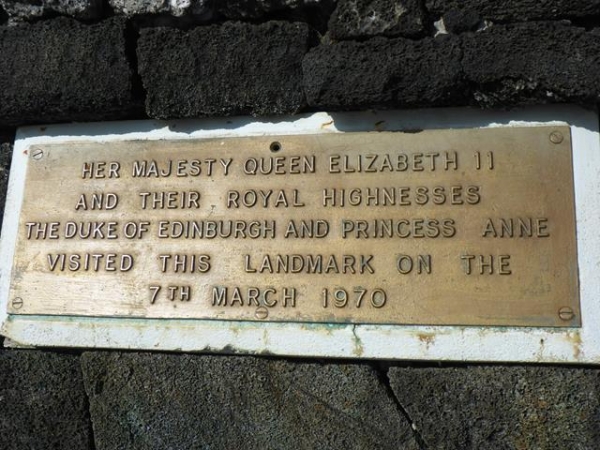 HER MAJESTY QUEEN ELIZABETH II
AND THEIR ROYAL HIGHNESSES
THE DUKE OF EDINBURGH AND PRINCESS ANNE
VISITED THIS LANDMARK ON THE
7TH MARCH 1970